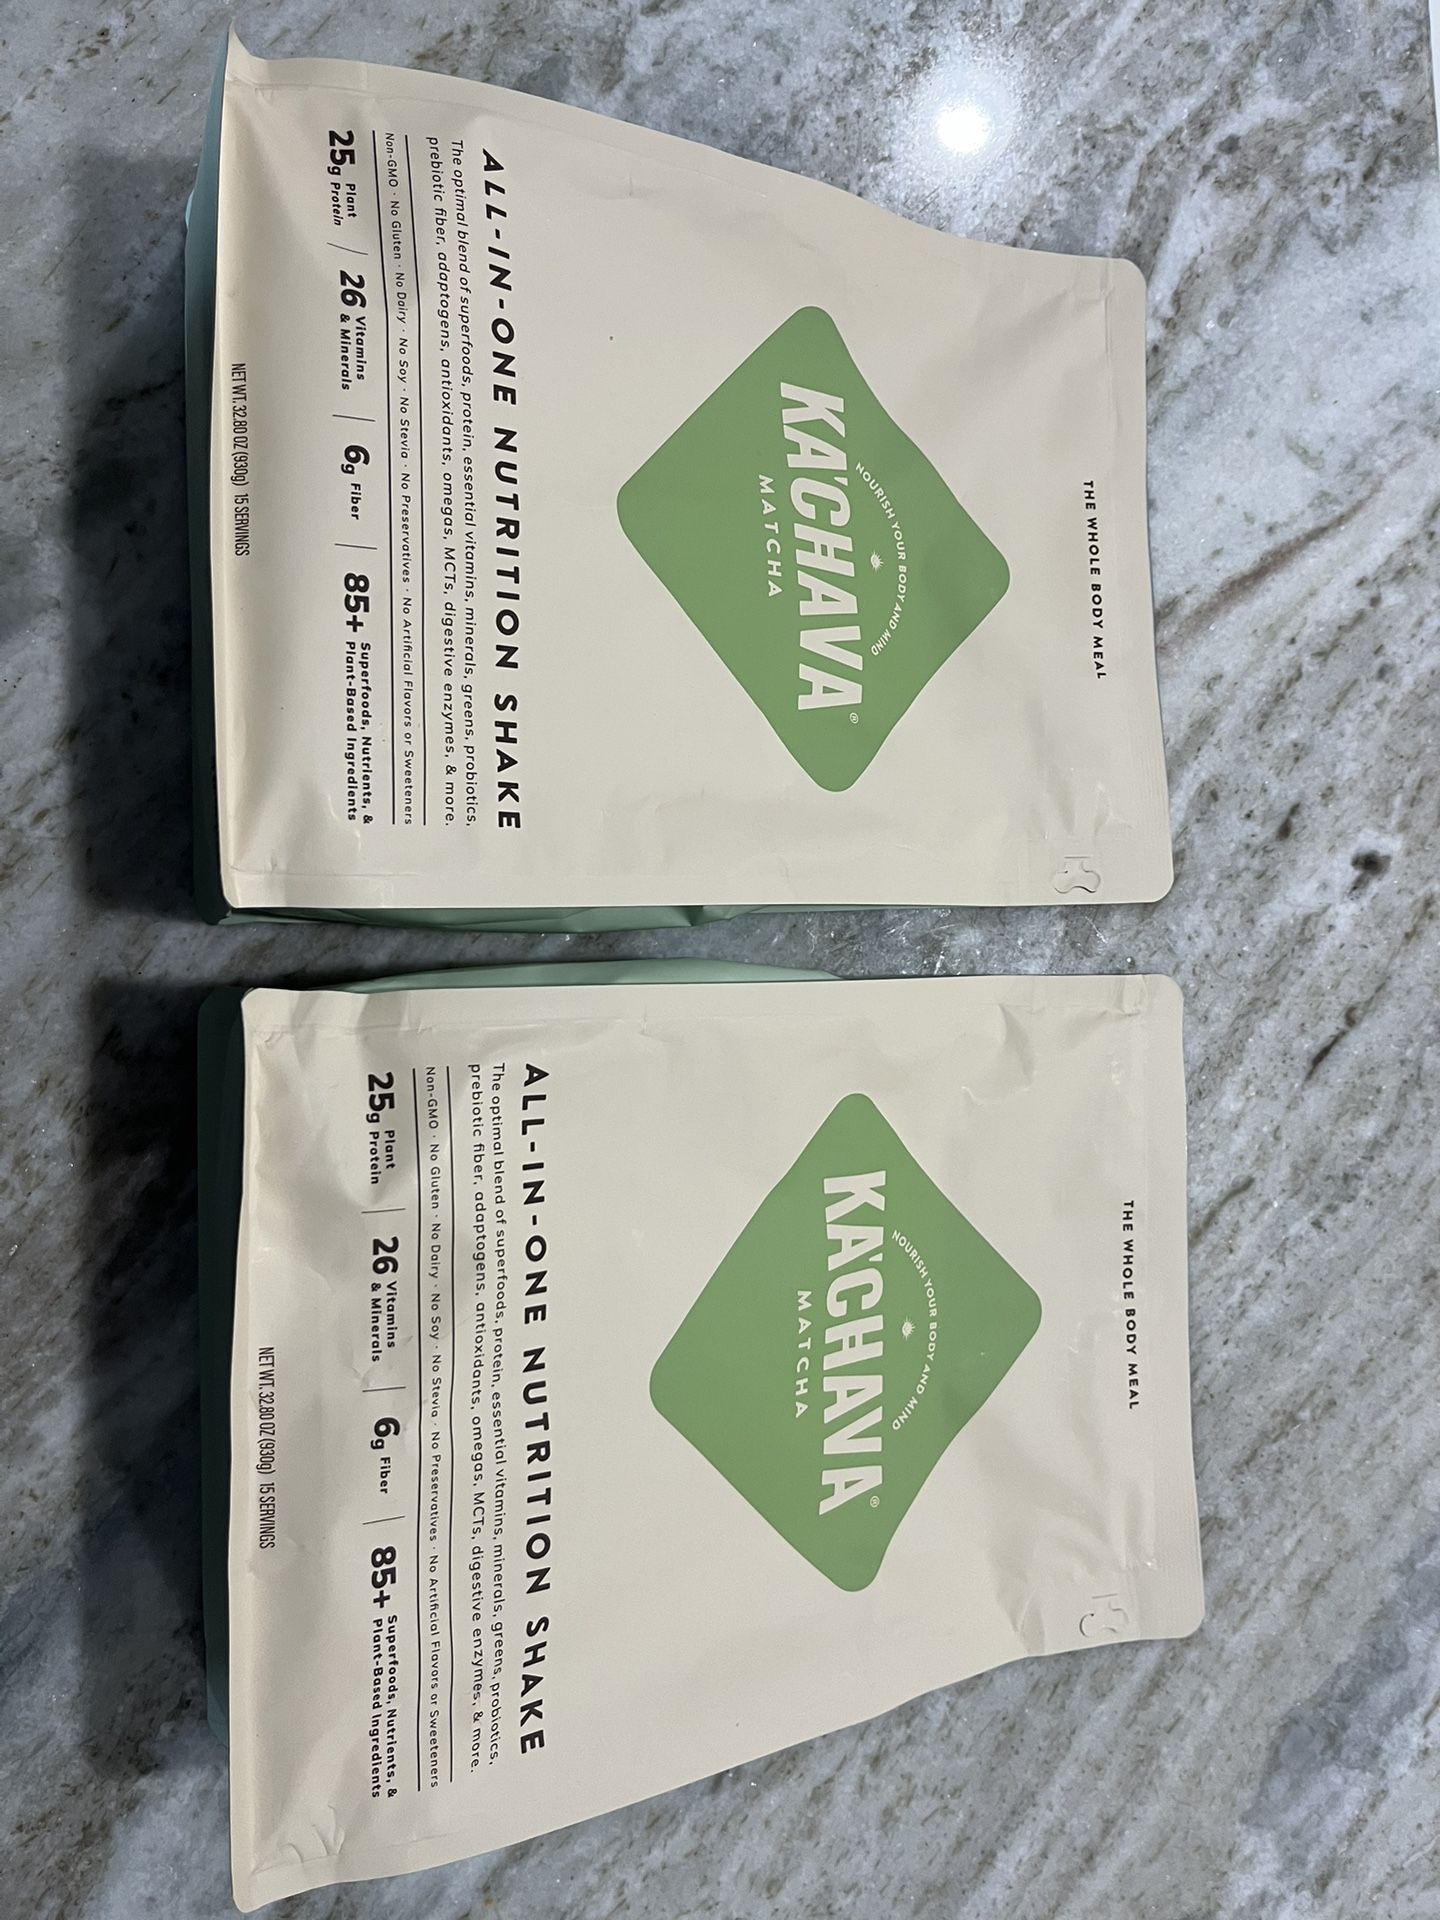 THE WHOLE BODY MEAL
NOURISH YOUR BODY AND MIND
KA'CHAVA®
MATCHA
ALL-IN-ONE NUTRITION SHAKE
The optimal blend of superfoods, protein, essential vitamins, minerals, greens, probiotics,
prebiotic fiber, adaptogens, antioxidants, omegas, MCTs, digestive enzymes, & more.
Non-GMO · No Gluten · No Dairy · No Soy · No Stevia · No Preservatives · No Artificial Flavors or Sweeteners
25g Plant Protein / 26 Vitamins & Minerals / 6g Fiber / 85+ Superfoods, Nutrients, & Plant-Based Ingredients
NET WT. 32.80 OZ (930g) 15 SERVINGS
THE WHOLE BODY MEAL
NOURISH YOUR BODY AND MIND
KA'CHAVA®
MATCHA
ALL-IN-ONE NUTRITION SHAKE
The optimal blend of superfoods, protein, essential vitamins, minerals, greens, probiotics,
prebiotic fiber, adaptogens, antioxidants, omegas, MCTs, digestive enzymes, & more.
Non-GMO · No Gluten · No Dairy · No Soy · No Stevia · No Preservatives · No Artificial Flavors or Sweeteners
25g Plant Protein | 26 Vitamins & Minerals | 6g Fiber | 85+ Superfoods, Nutrients, & Plant-Based Ingredients
NET WT. 32.80 OZ (930g) 15 SERVINGS